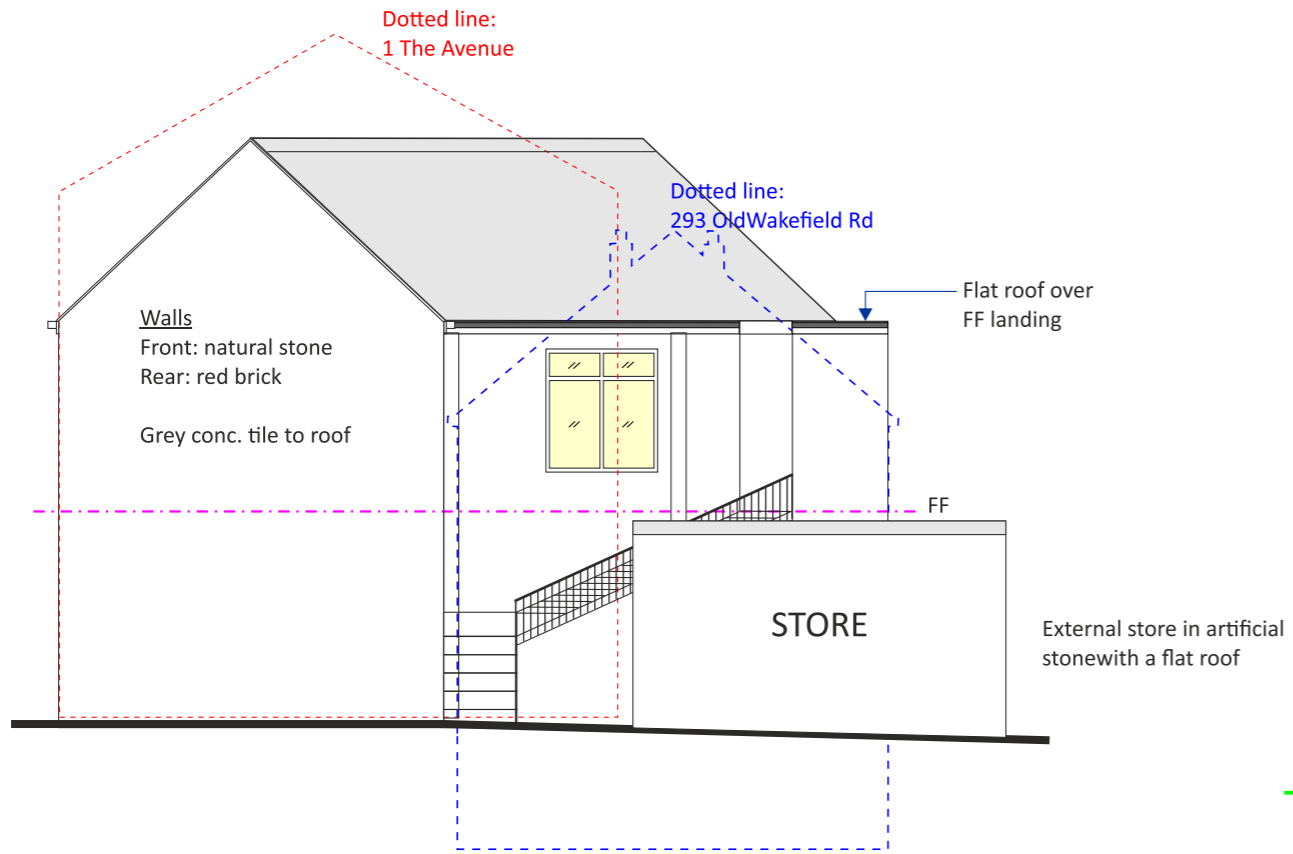 Dotted line:
1 The Avenue
Dotted line:
293 OldWakefield Rd
Flat roof over
FF landing
Walls
Front: natural stone
Rear: red brick
Grey conc. tile to roof
FF
STORE
External store in artificial
stonewith a flat roof